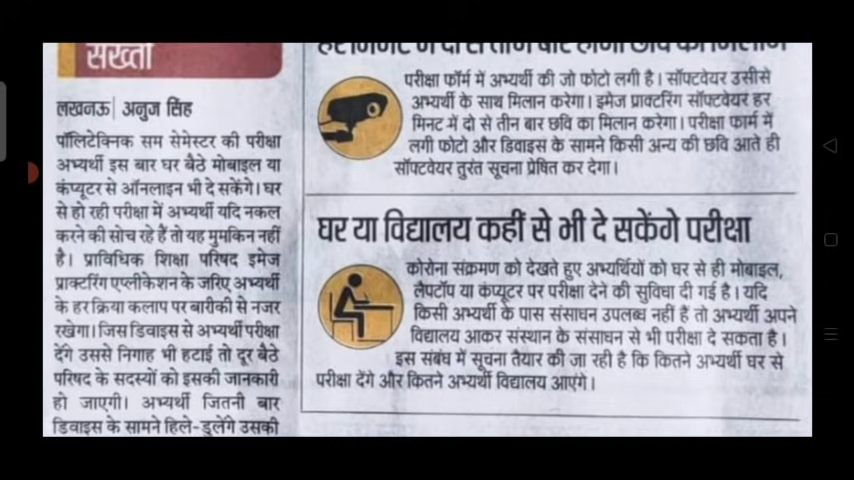 सख्ती
लखनऊ| अनुज सिंह
पॉलिटेक्निक सम सेमेस्टर की परीक्षा
अभ्यर्थी इस बार घर बैठे मोबाइल या
कंप्यूटर से ऑनलाइन भी दे सकेंगे। घर
से हो रही परीक्षा में अभ्यर्थी यदि नकल
करने की सोच रहे हैं तो यह मुमकिन नहीं
है। प्राविधिक शिक्षा परिषद इमेज
प्राक्टरिंग एप्लीकेशन के जरिए अभ्यर्थी
के हर क्रिया कलाप पर बारीकी से नजर
रखेगा। जिस डिवाइस से अभ्यर्थी परीक्षा
देंगे उससे निगाह भी हटाई तो दूर बैठे
परिषद के सदस्यों को इसकी जानकारी
हो जाएगी। अभ्यर्थी जितनी बार
डिवाइस के सामने हिले-डुलेंगे उसकी
हर मिनट में दो से तीन बार होगा छवि का मिलान
परीक्षा फॉर्म में अभ्यर्थी की जो फोटो लगी है। सॉफ्टवेयर उसीसे
अभ्यर्थी के साथ मिलान करेगा। इमेज प्राक्टरिंग सॉफ्टवेयर हर
मिनट में दो से तीन बार छवि का मिलान करेगा। परीक्षा फार्म में
लगी फोटो और डिवाइस के सामने किसी अन्य की छवि आते ही
सॉफ्टवेयर तुरंत सूचना प्रेषित कर देगा।
घर या विद्यालय कहीं से भी दे सकेंगे परीक्षा
कोरोना संक्रमण को देखते हुए अभ्यर्थियों को घर से ही मोबाइल,
लैपटॉप या कंप्यूटर पर परीक्षा देने की सुविधा दी गई है। यदि
किसी अभ्यर्थी के पास संसाधन उपलब्ध नहीं हैं तो अभ्यर्थी अपने
विद्यालय आकर संस्थान के संसाधन से भी परीक्षा दे सकता है।
इस संबंध में सूचना तैयार की जा रही है कि कितने अभ्यर्थी घर से
परीक्षा देंगे और कितने अभ्यर्थी विद्यालय आएंगे।